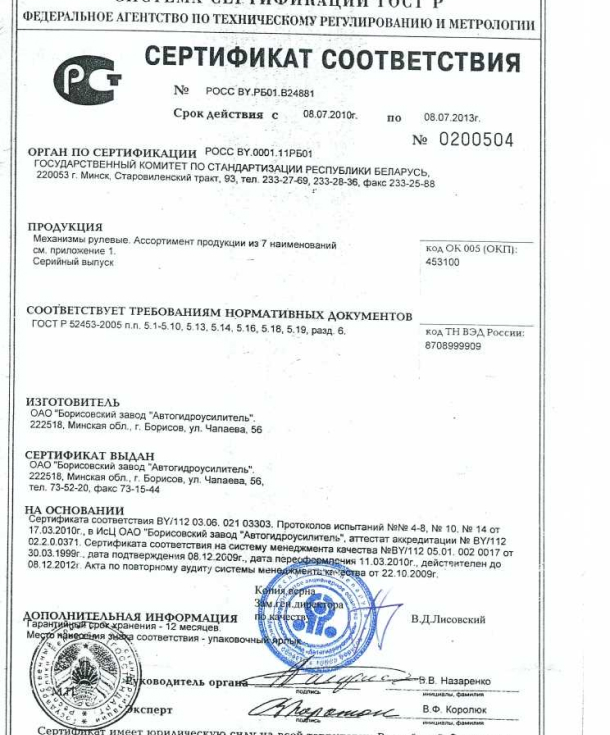 СИСТЕМА СЕРТИФИКАЦИИ ГОСТ Р
ФЕДЕРАЛЬНОЕ АГЕНТСТВО ПО ТЕХНИЧЕСКОМУ РЕГУЛИРОВАНИЮ И МЕТРОЛОГИИ
СЕРТИФИКАТ СООТВЕТСТВИЯ
№ РОСС BY.РБ01.В24881
Срок действия с 08.07.2010г. по 08.07.2013г.
№ 0200504
ОРГАН ПО СЕРТИФИКАЦИИ РОСС BY.0001.11РБ01
ГОСУДАРСТВЕННЫЙ КОМИТЕТ ПО СТАНДАРТИЗАЦИИ РЕСПУБЛИКИ БЕЛАРУСЬ,
220053 г. Минск, Старовиленский тракт, 93, тел. 233-27-69, 233-28-36, факс 233-25-88
ПРОДУКЦИЯ
Механизмы рулевые. Ассортимент продукции из 7 наименований
см. приложение 1.
Серийный выпуск
код ОК 005 (ОКП):
453100
СООТВЕТСТВУЕТ ТРЕБОВАНИЯМ НОРМАТИВНЫХ ДОКУМЕНТОВ
ГОСТ Р 52453-2005 п.п. 5.1-5.10, 5.13, 5.14, 5.16, 5.18, 5.19, разд. 6.
код ТН ВЭД России:
8708999909
ИЗГОТОВИТЕЛЬ
ОАО "Борисовский завод "Автогидроусилитель".
222518, Минская обл., г. Борисов, ул. Чапаева, 56
СЕРТИФИКАТ ВЫДАН
ОАО "Борисовский завод "Автогидроусилитель".
222518, Минская обл., г. Борисов, ул. Чапаева, 56,
тел. 73-52-20, факс 73-15-44
НА ОСНОВАНИИ
Сертификата соответствия BY/112 03.06. 021 03303. Протоколов испытаний №№ 4-8, № 10, № 14 от
17.03.2010г., в ИсЦ ОАО "Борисовский завод "Автогидроусилитель", аттестат аккредитации № BY/112
02.2.0.0371. Сертификата соответствия на систему менеджмента качества №BY/112 05.01. 002 0017 от
30.03.1999г., дата подтверждения 08.12.2009г., дата переоформления 11.03.2010г., действителен до
08.12.2012г. Акта по повторному аудиту системы менеджмента качества от 22.10.2009г.
Копия верна
Зам.ген.директора
по качеству В.Д.Лисовский
ДОПОЛНИТЕЛЬНАЯ ИНФОРМАЦИЯ
Гарантийный срок хранения - 12 месяцев.
Место нанесения знака соответствия - упаковочный ярлык.
М.П.
Руководитель органа В.В. Назаренко
подпись инициалы, фамилия
Эксперт В.Ф. Королюк
подпись инициалы, фамилия
Сертификат имеет юридическую силу на всей